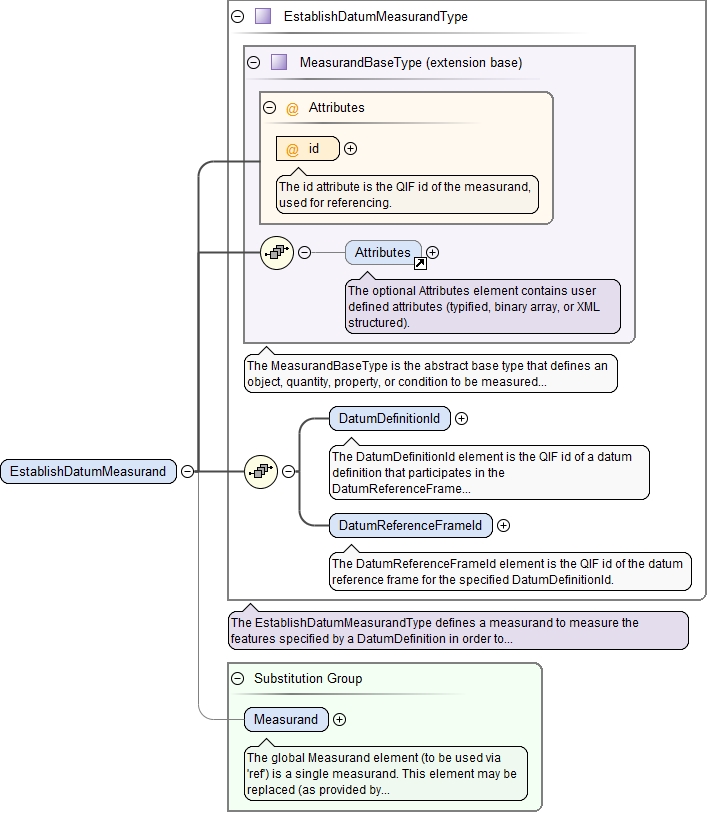 EstablishDatumMeasurandType
MeasurandBaseType (extension base)
@ Attributes
@ id
The id attribute is the QIF id of the measurand,
used for referencing.
Attributes
The optional Attributes element contains user
defined attributes (typified, binary array, or XML
structured).
The MeasurandBaseType is the abstract base type that defines an
object, quantity, property, or condition to be measured...
DatumDefinitionId
The DatumDefinitionId element is the QIF id of a datum
definition that participates in the
DatumReferenceFrame...
EstablishDatumMeasurand
DatumReferenceFrameId
The DatumReferenceFrameId element is the QIF id of the datum
reference frame for the specified DatumDefinitionId.
The EstablishDatumMeasurandType defines a measurand to measure the
features specified by a DatumDefinition in order to...
Substitution Group
Measurand
The global Measurand element (to be used via
'ref') is a single measurand. This element may be
replaced (as provided by...